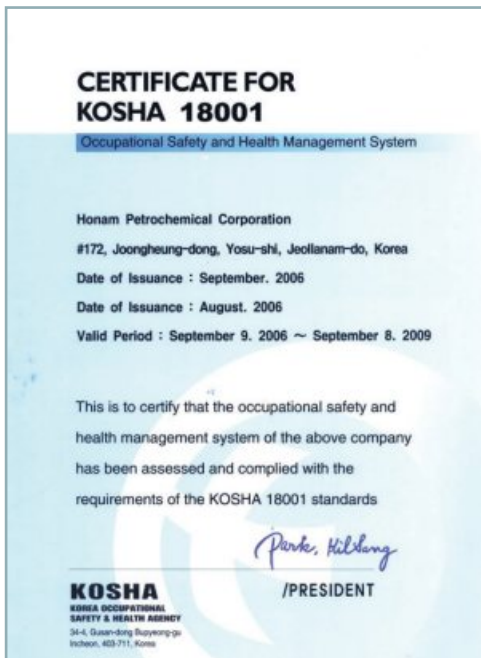 CERTIFICATE FOR
KOSHA 18001
Occupational Safety and Health Management System
Honam Petrochemical Corporation
#172, Joongheung-dong, Yosu-shi, Jeollanam-do, Korea
Date of Issuance : September. 2006
Date of Issuance : August. 2006
Valid Period : September 9. 2006 ~ September 8. 2009
This is to certify that the occupational safety and
health management system of the above company
has been assessed and complied with the
requirements of the KOSHA 18001 standards
Park, Kil Sang
/PRESIDENT
KOSHA
KOREA OCCUPATIONAL
SAFETY & HEALTH AGENCY
34-4, Gusan-dong Bupyeong-gu
Incheon, 403-711, Korea